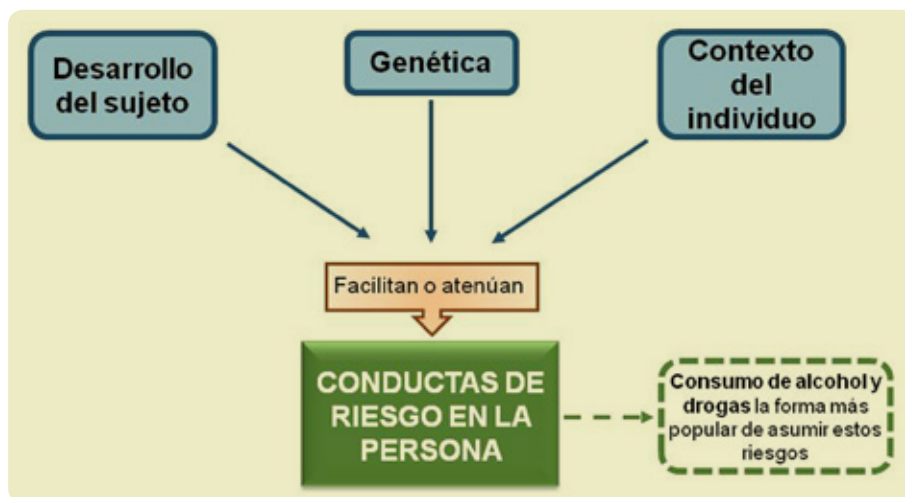 Desarrollo
del sujeto
Genética
Contexto
del
individuo
Facilitan o atenúan
CONDUCTAS DE
RIESGO EN LA
PERSONA
Consumo de alcohol y
drogas la forma más
popular de asumir estos
riesgos